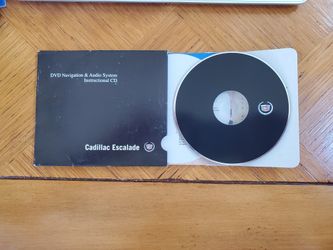 DVD Navigation & Audio System
Instructional CD
Cadillac Escalade